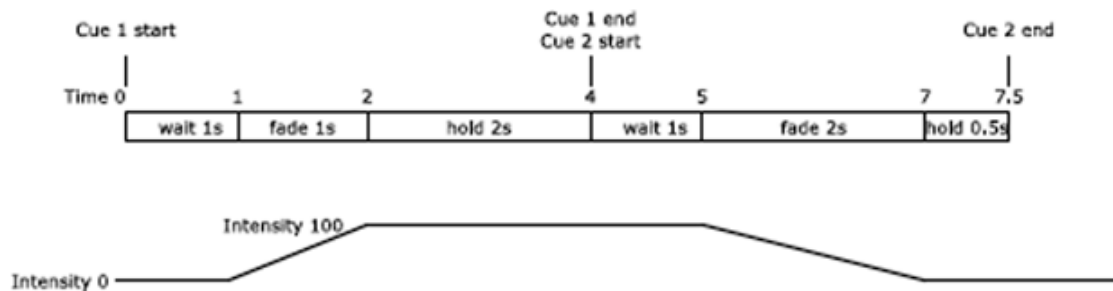 Cue 1 start
Cue 1 end
Cue 2 start
Cue 2 end
Time 0 1 2 4 5 7 7.5
wait 1s fade 1s hold 2s wait 1s fade 2s hold 0.5s
Intensity 100
Intensity 0